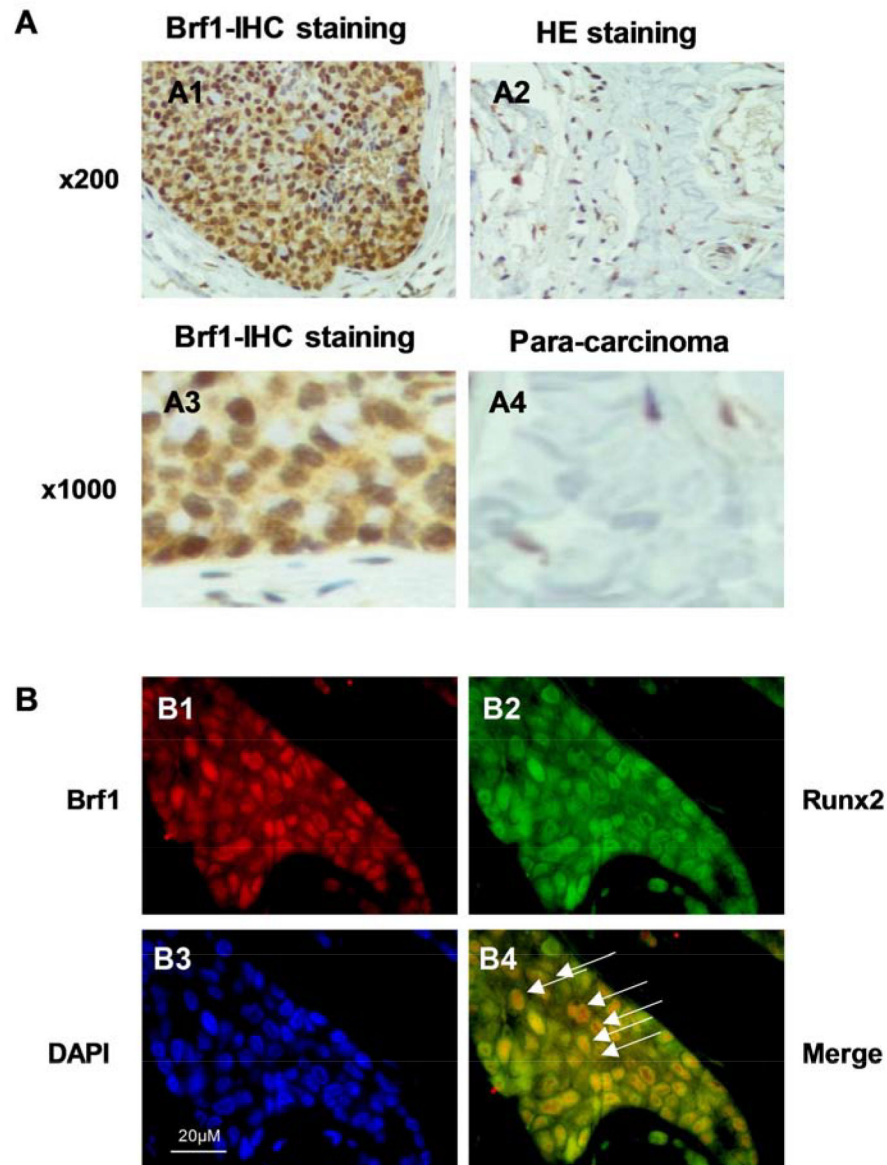 A
Brf1-IHC staining
HE staining
A1
A2
x200
Brf1-IHC staining
Para-carcinoma
A3
A4
x1000
B
B1
B2
Brf1
Runx2
B3
B4
DAPI
Merge
20µM